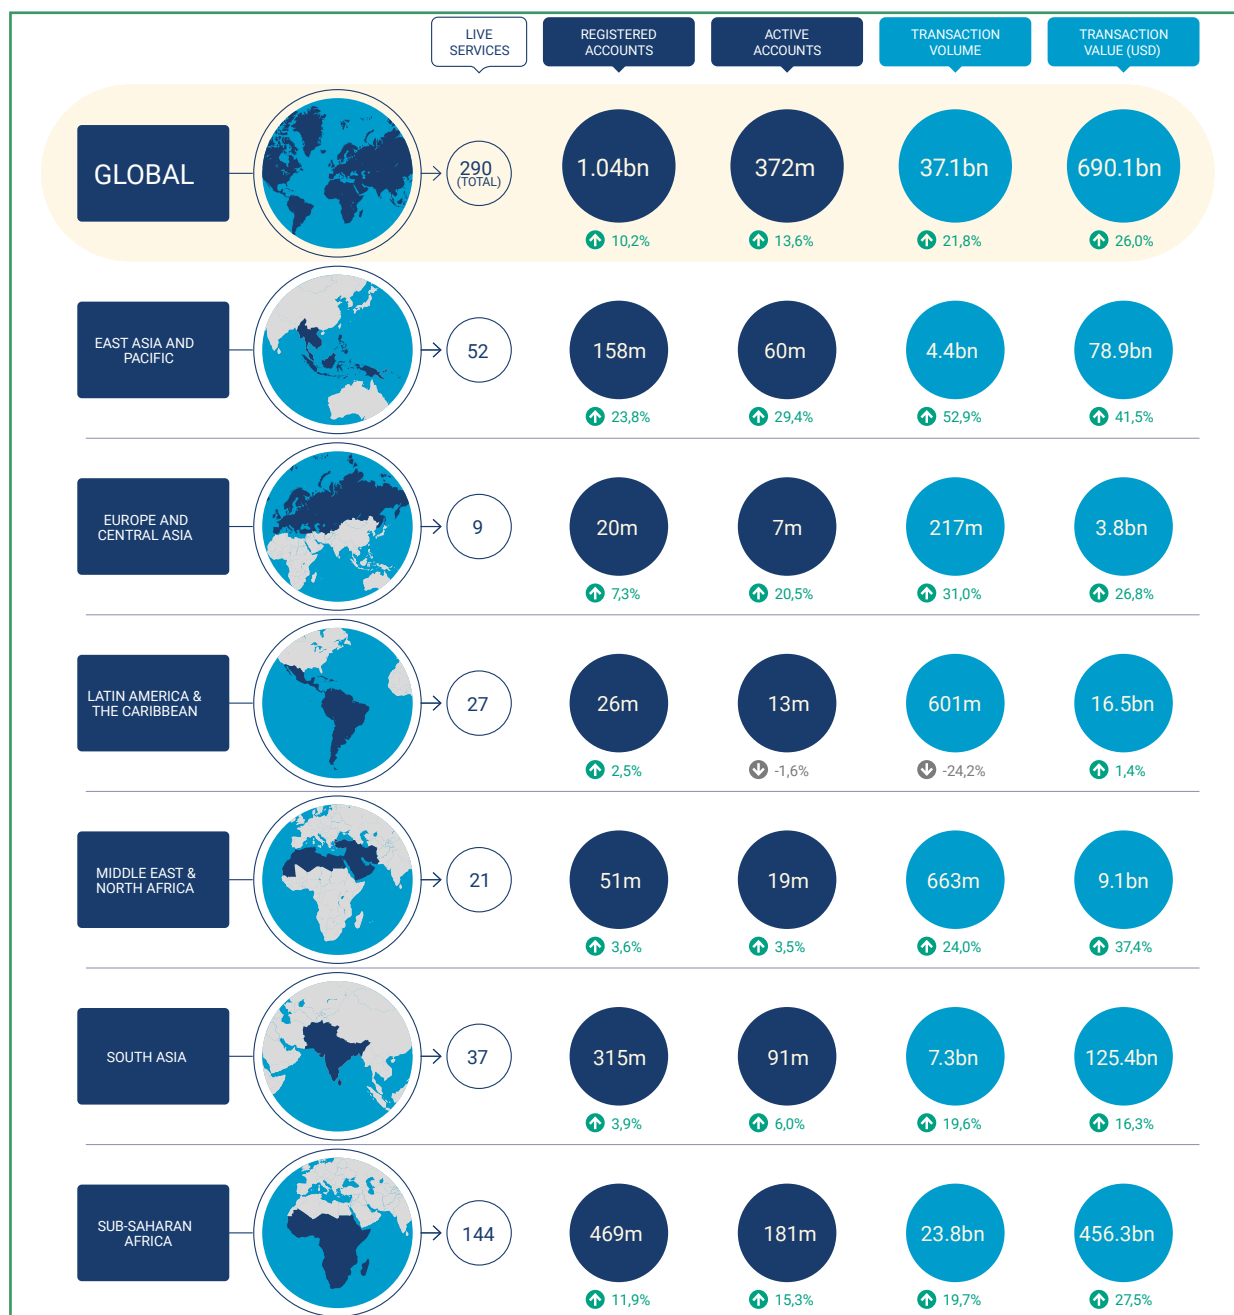 LIVE
SERVICES
REGISTERED
ACCOUNTS
ACTIVE
ACCOUNTS
TRANSACTION
VOLUME
TRANSACTION
VALUE (USD)
GLOBAL
290
(TOTAL)
1.04bn
372m
37.1bn
690.1bn
10,2%
13,6%
21,8%
26,0%
EAST ASIA AND
PACIFIC
52
158m
60m
4.4bn
78.9bn
23,8%
29,4%
52,9%
41,5%
EUROPE AND
CENTRAL ASIA
9
20m
7m
217m
3.8bn
7,3%
20,5%
31,0%
26,8%
LATIN AMERICA &
THE CARIBBEAN
27
26m
13m
601m
16.5bn
2,5%
-1,6%
-24,2%
1,4%
MIDDLE EAST &
NORTH AFRICA
21
51m
19m
663m
9.1bn
3,6%
3,5%
24,0%
37,4%
SOUTH ASIA
37
315m
91m
7.3bn
125.4bn
3,9%
6,0%
19,6%
16,3%
SUB-SAHARAN
AFRICA
144
469m
181m
23.8bn
456.3bn
11,9%
15,3%
19,7%
27,5%